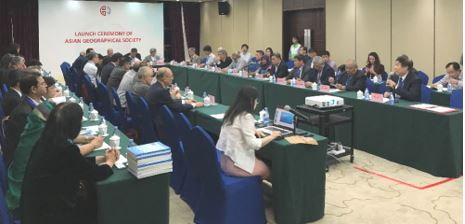 LAUNCH CEREMONY OF
ASIAN GEOGRAPHICAL SOCIETY